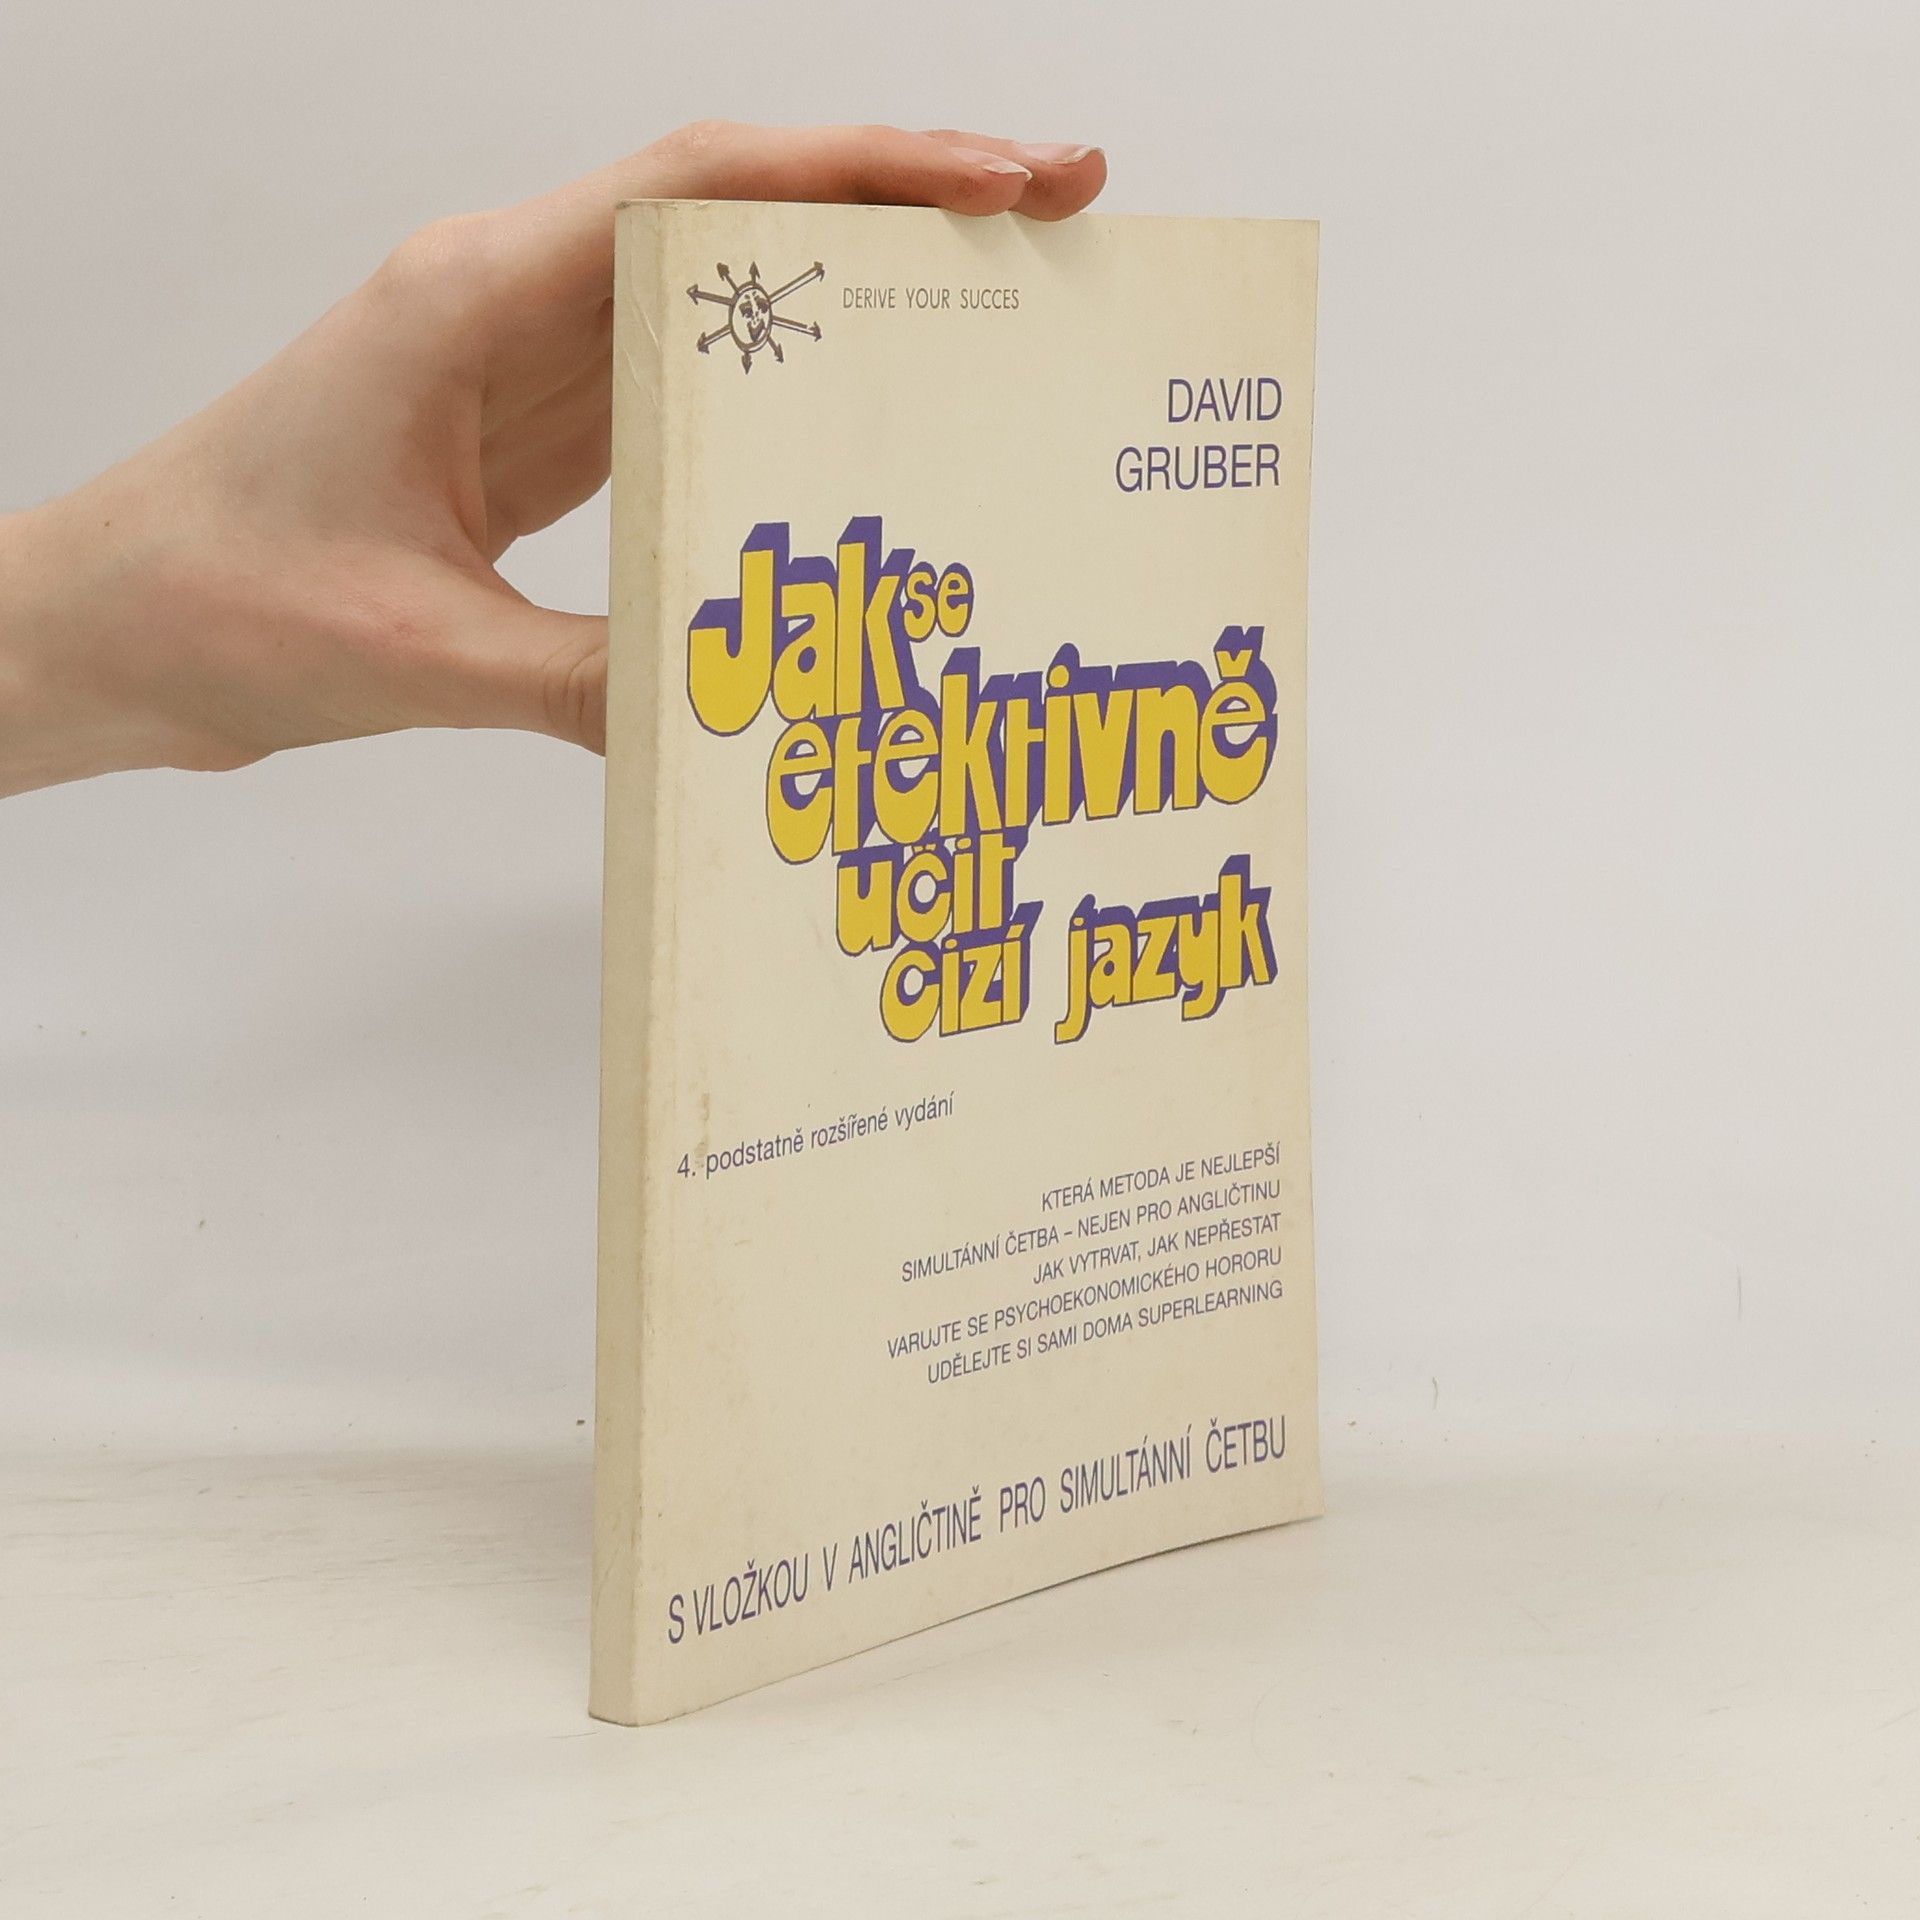 DERIVE YOUR SUCCES
DAVID
GRUBER
Jak se
efektivně
učit
cizí jazyk
4. podstatně rozšířené vydání
KTERÁ METODA JE NEJLEPŠÍ
SIMULTÁNNÍ ČETBA – NEJEN PRO ANGLIČTINU
JAK VYTRVAT, JAK NEPŘESTAT
VARUJTE SE PSYCHOEKONOMICKÉHO HORORU
UDĚLEJTE SI SAMI DOMA SUPERLEARNING
S VLOŽKOU V ANGLIČTINĚ PRO SIMULTÁNNÍ ČETBU